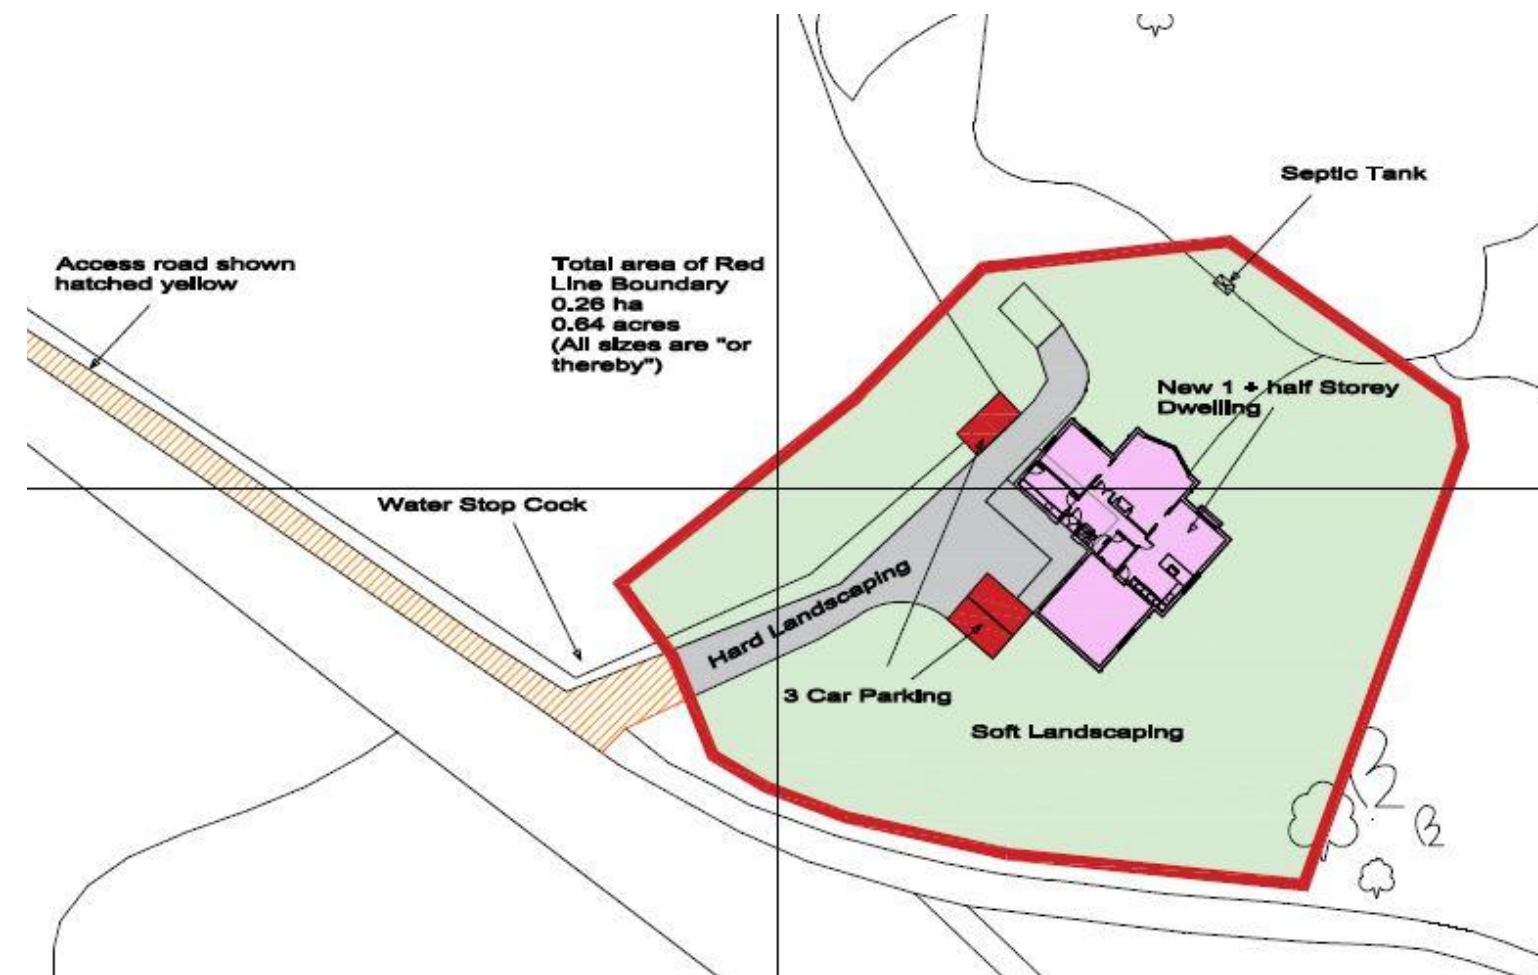 Septic Tank
Access road shown
hatched yellow
Total area of Red
Line Boundary
0.26 ha
0.64 acres
(All sizes are "or
thereby")
New 1 + half Storey
Dwelling
Water Stop Cock
Hard Landscaping
3 Car Parking
Soft Landscaping